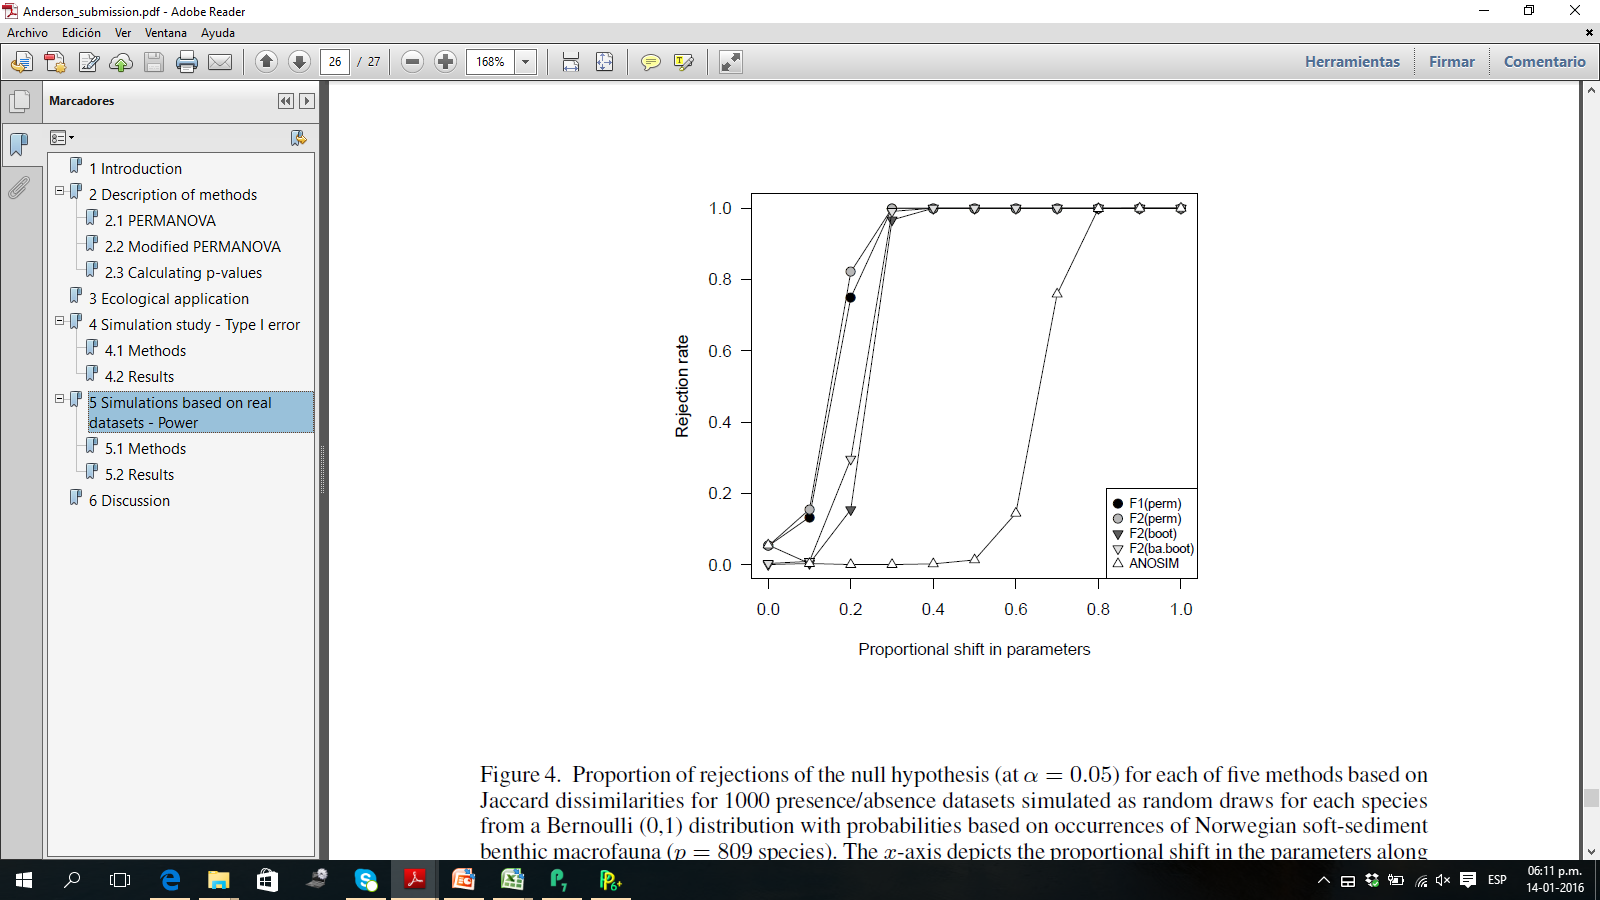 Anderson_submission.pdf - Adobe Reader
Archivo Edición Ver Ventana Ayuda
26 / 27 168% Herramientas Firmar Comentario
Marcadores
1 Introduction
2 Description of methods
2.1 PERMANOVA
2.2 Modified PERMANOVA
2.3 Calculating p-values
3 Ecological application
4 Simulation study - Type I error
4.1 Methods
4.2 Results
5 Simulations based on real
datasets - Power
5.1 Methods
5.2 Results
6 Discussion
1.0
0.8
0.6
0.4
0.2
0.0
Rejection rate
F1(perm)
F2(perm)
F2(boot)
F2(ba.boot)
ANOSIM
0.0 0.2 0.4 0.6 0.8 1.0
Proportional shift in parameters
Figure 4. Proportion of rejections of the null hypothesis (at α = 0.05) for each of five methods based on
Jaccard dissimilarities for 1000 presence/absence datasets simulated as random draws for each species
from a Bernoulli (0,1) distribution with probabilities based on occurrences of Norwegian soft-sediment
benthic macrofauna (p = 809 species). The x-axis depicts the proportional shift in the parameters along
ESP
06:11 p.m.
14-01-2016